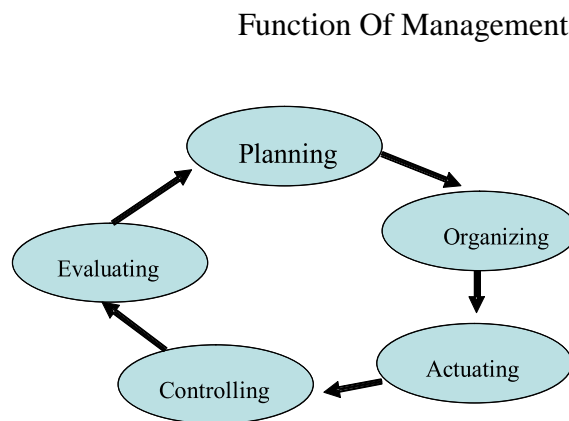 Function Of Management
Planning
Organizing
Actuating
Controlling
Evaluating